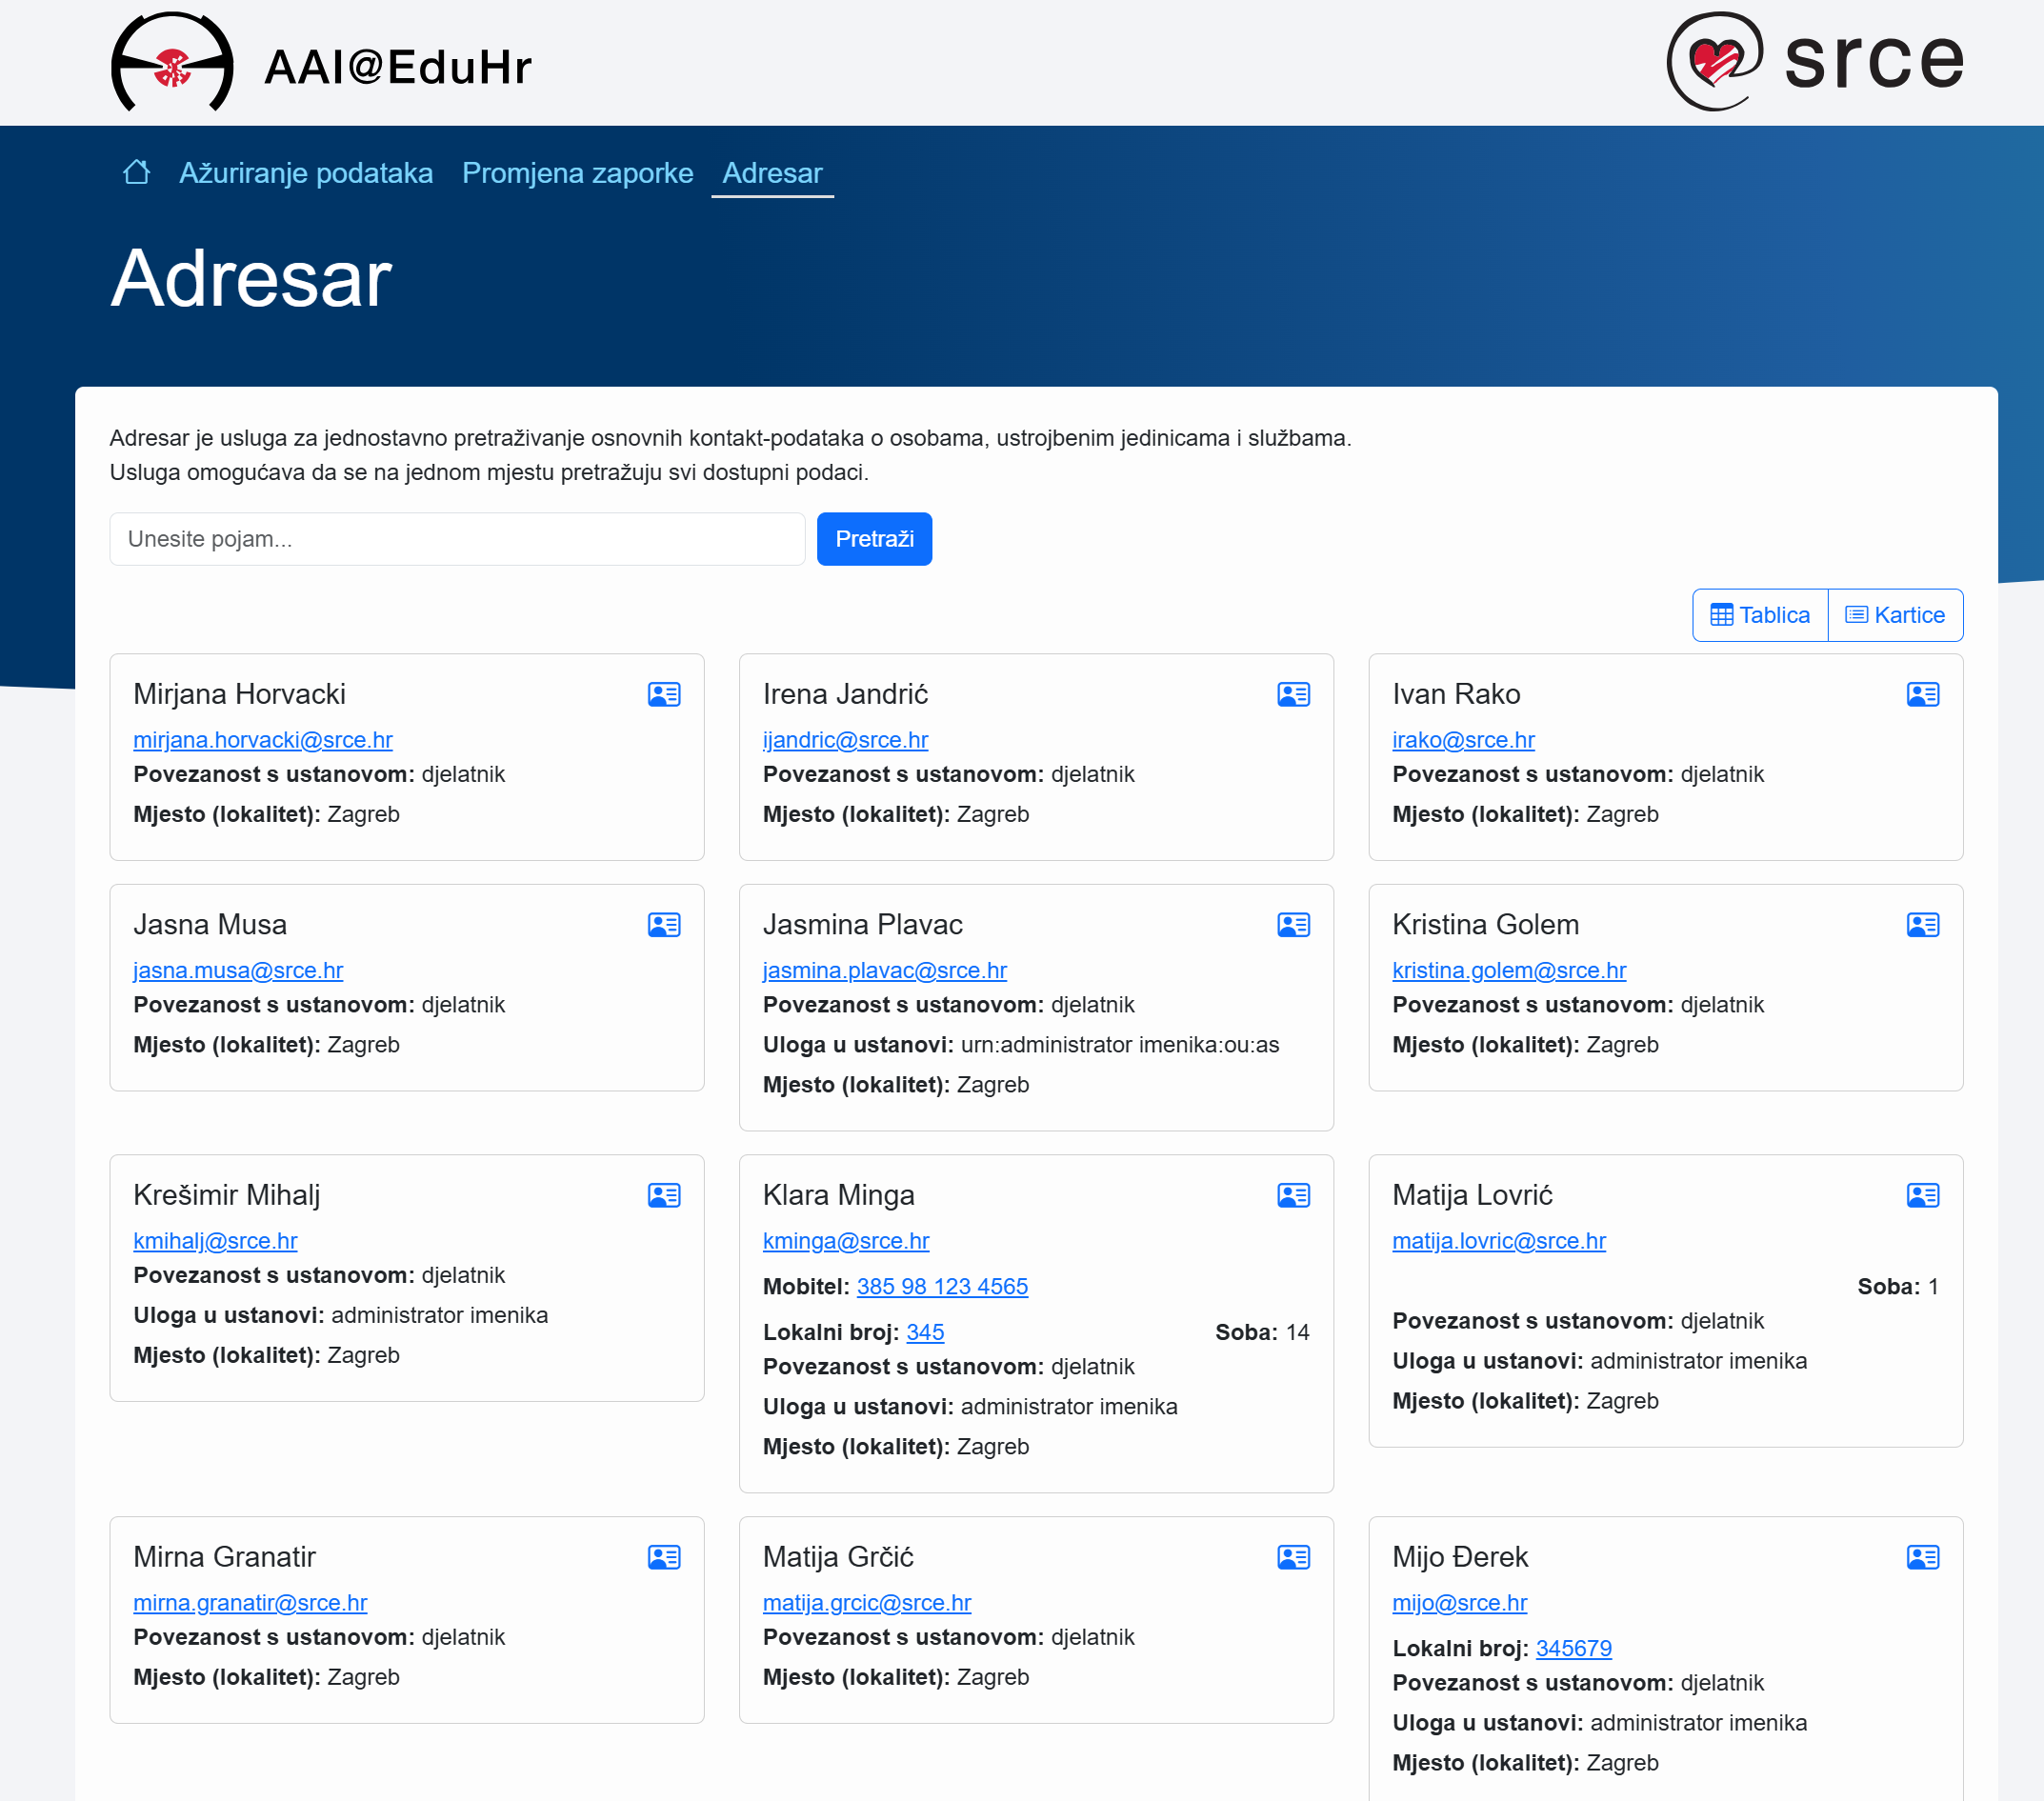 AAI@EduHr
srce
Ažuriranje podataka Promjena zaporke Adresar
Adresar
Adresar je usluga za jednostavno pretraživanje osnovnih kontakt-podataka o osobama, ustrojbenim jedinicama i službama.
Usluga omogućava da se na jednom mjestu pretražuju svi dostupni podaci.
Unesite pojam...
Pretraži
Tablica Kartice
Mirjana Horvacki
mirjana.horvacki@srce.hr
Povezanost s ustanovom: djelatnik
Mjesto (lokalitet): Zagreb
Irena Jandrić
ijandric@srce.hr
Povezanost s ustanovom: djelatnik
Mjesto (lokalitet): Zagreb
Ivan Rako
irako@srce.hr
Povezanost s ustanovom: djelatnik
Mjesto (lokalitet): Zagreb
Jasna Musa
jasna.musa@srce.hr
Povezanost s ustanovom: djelatnik
Mjesto (lokalitet): Zagreb
Jasmina Plavac
jasmina.plavac@srce.hr
Povezanost s ustanovom: djelatnik
Uloga u ustanovi: urn:administrator imenika:ou:as
Mjesto (lokalitet): Zagreb
Kristina Golem
kristina.golem@srce.hr
Povezanost s ustanovom: djelatnik
Mjesto (lokalitet): Zagreb
Krešimir Mihalj
kmihalj@srce.hr
Povezanost s ustanovom: djelatnik
Uloga u ustanovi: administrator imenika
Mjesto (lokalitet): Zagreb
Klara Minga
kminga@srce.hr
Mobitel: 385 98 123 4565
Lokalni broj: 345 Soba: 14
Povezanost s ustanovom: djelatnik
Uloga u ustanovi: administrator imenika
Mjesto (lokalitet): Zagreb
Matija Lovrić
matija.lovric@srce.hr
Soba: 1
Povezanost s ustanovom: djelatnik
Uloga u ustanovi: administrator imenika
Mjesto (lokalitet): Zagreb
Mirna Granatir
mirna.granatir@srce.hr
Povezanost s ustanovom: djelatnik
Mjesto (lokalitet): Zagreb
Matija Grčić
matija.grcic@srce.hr
Povezanost s ustanovom: djelatnik
Mjesto (lokalitet): Zagreb
Mijo Đerek
mijo@srce.hr
Lokalni broj: 345679
Povezanost s ustanovom: djelatnik
Uloga u ustanovi: administrator imenika
Mjesto (lokalitet): Zagreb